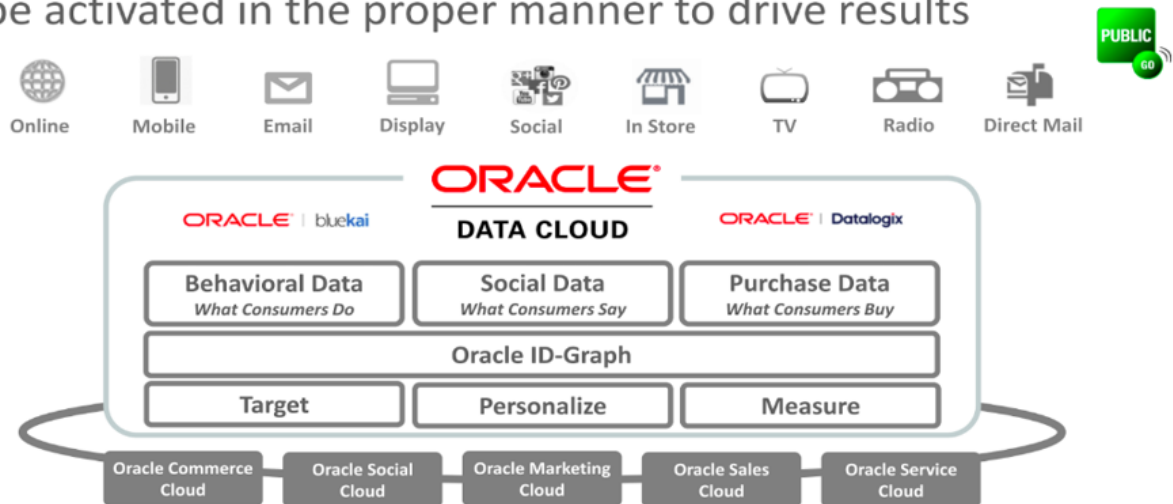 be activated in the proper manner to drive results
PUBLIC
GO
Online Mobile Email Display Social In Store TV Radio Direct Mail
ORACLE®
DATA CLOUD
ORACLE | bluekai
ORACLE | Datalogix
Behavioral Data
What Consumers Do
Social Data
What Consumers Say
Purchase Data
What Consumers Buy
Oracle ID-Graph
Target Personalize Measure
Oracle Commerce
Cloud
Oracle Social
Cloud
Oracle Marketing
Cloud
Oracle Sales
Cloud
Oracle Service
Cloud